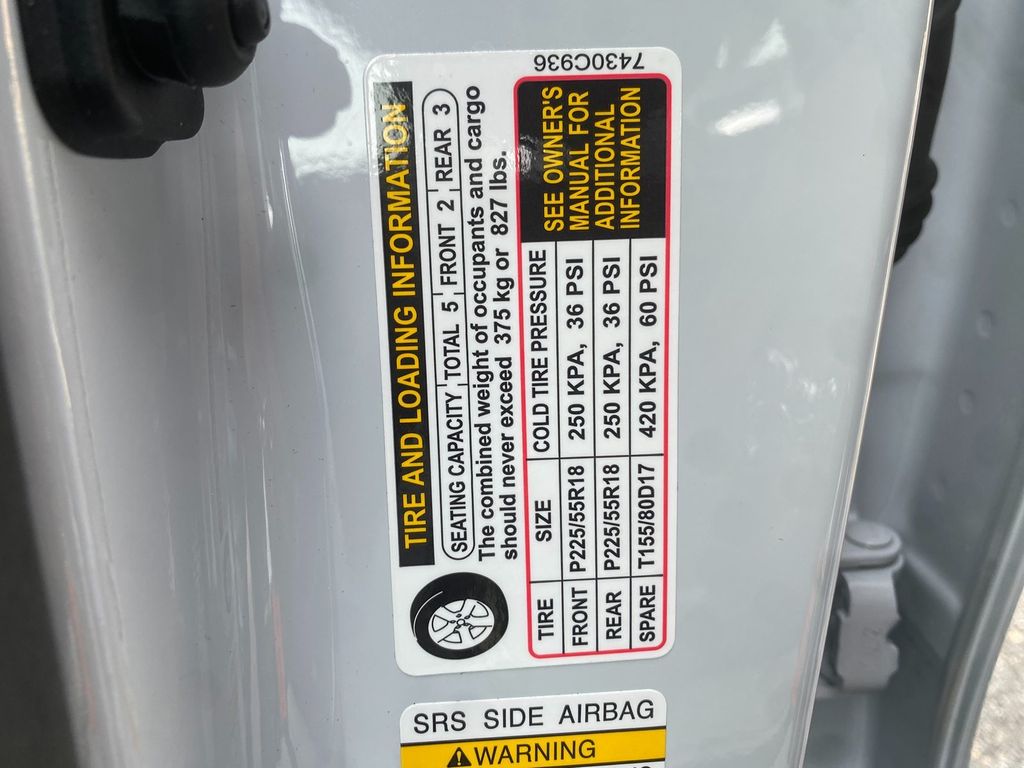 7430C936
TIRE AND LOADING INFORMATION
SEATING CAPACITY TOTAL 5 FRONT 2 REAR 3
The combined weight of occupants and cargo
should never exceed 375 kg or 827 lbs.
TIRE SIZE COLD TIRE PRESSURE
FRONT P225/55R18 250 KPA, 36 PSI
REAR P225/55R18 250 KPA, 36 PSI
SPARE T155/80D17 420 KPA, 60 PSI
SEE OWNER'S
MANUAL FOR
ADDITIONAL
INFORMATION
SRS SIDE AIRBAG
WARNING